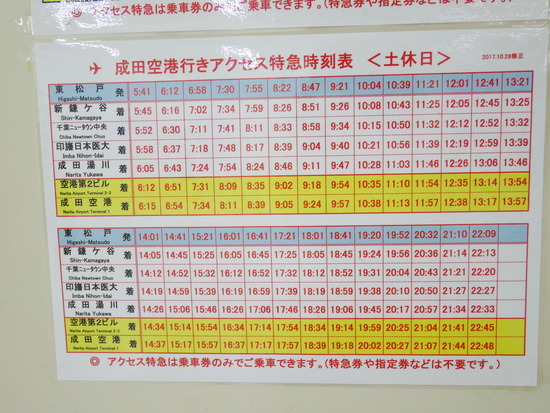 ◎ アクセス特急は乗車券のみでご乗車できます。(特急券や指定券などは不要です。)
✈ 成田空港行きアクセス特急時刻表 <土休日> 2017.10.28修正
東松戸 発 5:41 6:12 6:58 7:30 7:55 8:22 8:47 9:21 10:04 10:39 11:21 12:01 12:41 13:21
Higashi-Matsudo
新鎌ケ谷 着 5:45 6:16 7:02 7:34 7:59 8:26 8:51 9:26 10:08 10:43 11:25 12:05 12:45 13:25
Shin-Kamagaya
千葉ニュータウン中央 着 5:52 6:30 7:11 7:41 8:11 8:33 8:58 9:34 10:15 10:50 11:32 12:12 12:52 13:32
Chiba Newtown Chuo
印旛日本医大 着 5:58 6:37 7:18 7:48 8:17 8:40 9:05 9:41 10:22 10:56 11:39 12:19 12:59 13:39
Imba Nihon-Idai
成田湯川 着 6:05 6:43 7:24 7:54 8:24 8:46 9:11 9:47 10:28 11:03 11:46 12:26 13:06 13:46
Narita Yukawa
空港第2ビル 着 6:12 6:51 7:31 8:09 8:35 9:02 9:18 9:54 10:35 11:10 11:54 12:35 13:14 13:54
Narita Airport Terminal 2・3
成田空港 着 6:15 6:54 7:34 8:13 8:39 9:05 9:21 9:57 10:38 11:13 11:57 12:38 13:17 13:57
Narita Airport Terminal 1
東松戸 発 14:01 14:41 15:21 16:01 16:41 17:21 18:01 18:41 19:20 19:52 20:32 21:10 22:09
Higashi-Matsudo
新鎌ケ谷 着 14:05 14:45 15:25 16:05 16:45 17:25 18:05 18:45 19:24 19:56 20:36 21:14 22:13
Shin-Kamagaya
千葉ニュータウン中央 着 14:12 14:52 15:32 16:12 16:52 17:32 18:12 18:52 19:31 20:04 20:43 21:21 22:20
Chiba Newtown Chuo
印旛日本医大 着 14:19 14:59 15:39 16:19 16:59 17:39 18:19 18:59 19:38 20:10 20:50 21:28 22:27
Imba Nihon-Idai
成田湯川 着 14:26 15:06 15:46 16:26 17:06 17:46 18:26 19:06 19:45 20:17 20:57 21:34 22:33
Narita Yukawa
空港第2ビル 着 14:34 15:14 15:54 16:34 17:14 17:54 18:34 19:14 19:59 20:25 21:04 21:41 22:45
Narita Airport Terminal 2・3
成田空港 着 14:37 15:17 15:57 16:38 17:17 17:57 18:39 19:18 20:02 20:28 21:07 21:44 22:48
Narita Airport Terminal 1
◎ アクセス特急は乗車券のみでご乗車できます。(特急券や指定券などは不要です。)